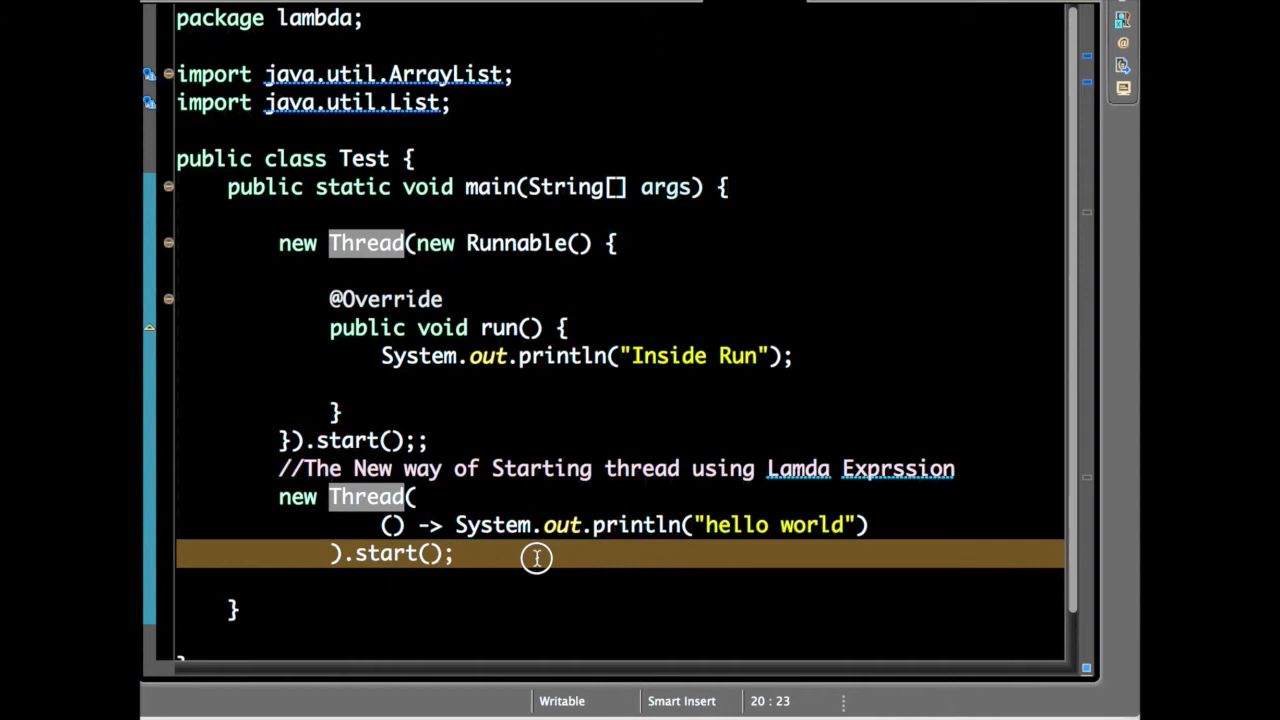 package lambda;
import java.util.ArrayList;
import java.util.List;
public class Test {
public static void main(String[] args) {
new Thread(new Runnable() {
@Override
public void run() {
System.out.println("Inside Run");
}
}).start();;
//The New way of Starting thread using Lamda Exprssion
new Thread(
() -> System.out.println("hello world")
).start();
}
Writable Smart Insert 20 : 23